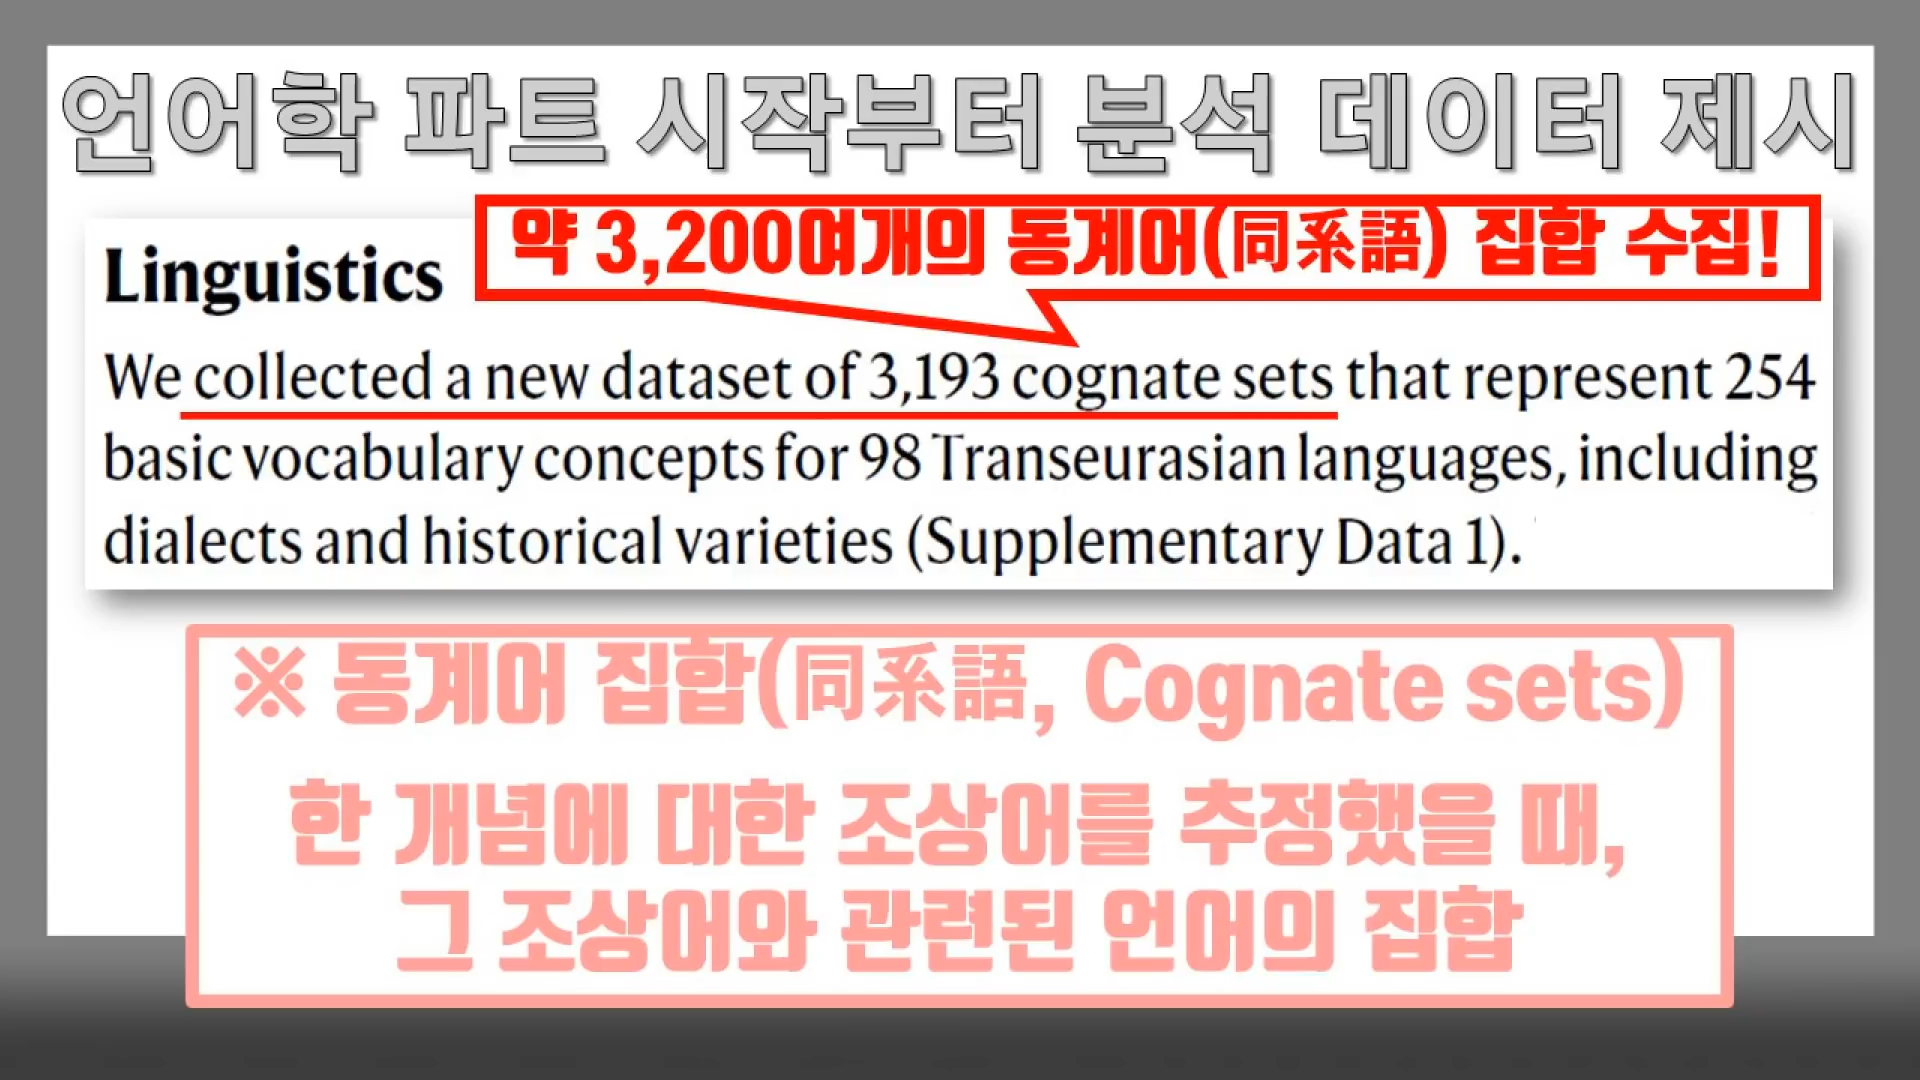 언어학 파트 시작부터 분석 데이터 제시
약 3,200여개의 동계어(同系語) 집합 수집!
Linguistics
We collected a new dataset of 3,193 cognate sets that represent 254
basic vocabulary concepts for 98 Transeurasian languages, including
dialects and historical varieties (Supplementary Data 1).
※ 동계어 집합(同系語, Cognate sets)
한 개념에 대한 조상어를 추정했을 때,
그 조상어와 관련된 언어의 집합